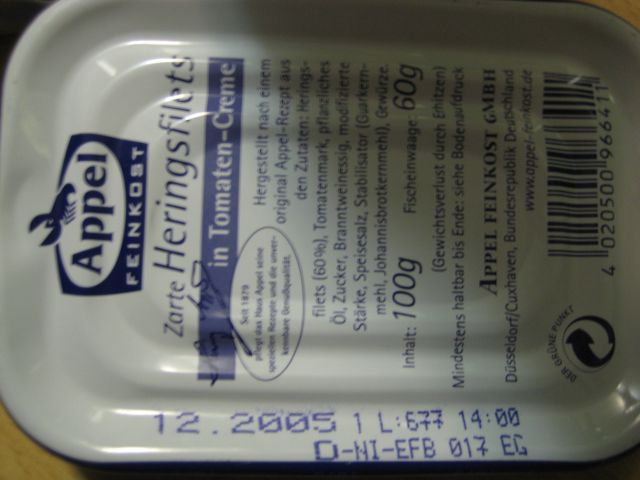 Appel
FEINKOST
Zarte Heringsfilets
in Tomaten-Creme
Seit 1879
pflegt das Haus Appel seine
speziellen Rezepte und die unver-
kennbare Genußqualität.
Hergestellt nach einem
original Appel-Rezept aus
den Zutaten: Herings-
filets (60%), Tomatenmark, pflanzliches
Öl, Zucker, Branntweinessig, modifizierte
Stärke, Speisesalz, Stabilisator (Guarkern-
mehl, Johannisbrotkernmehl), Gewürze.
Inhalt: 100g Fischeinwaage: 60g
(Gewichtsverlust durch Erhitzen)
Mindestens haltbar bis Ende: siehe Bodenaufdruck
APPEL FEINKOST GMBH
Düsseldorf/Cuxhaven, Bundesrepublik Deutschland
www.appel-feinkost.de
DER GRÜNE PUNKT
4 020500 966411
12.2005 1 L:677 14:00
D-NI-EFB 017 EG